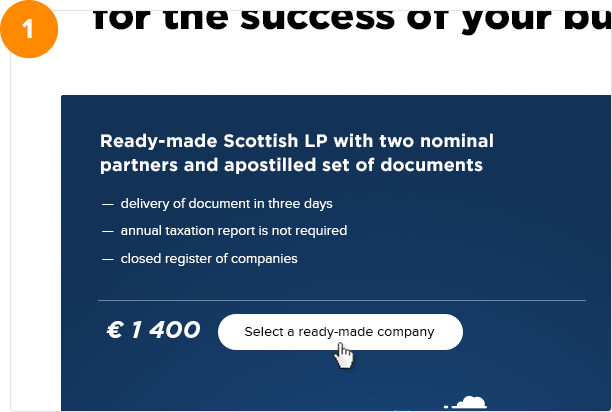 1
for the success of your bu
Ready-made Scottish LP with two nominal
partners and apostilled set of documents
— delivery of document in three days
— annual taxation report is not required
— closed register of companies
€ 1 400
Select a ready-made company